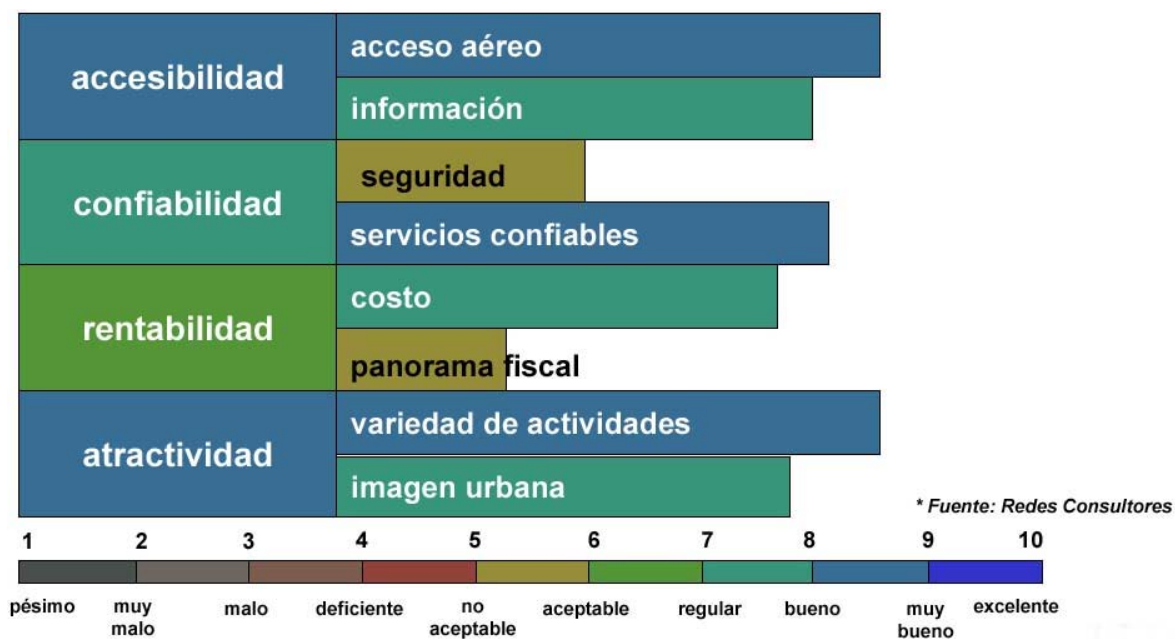 accesibilidad
acceso aéreo
información
confiabilidad
seguridad
servicios confiables
rentabilidad
costo
panorama fiscal
atractividad
variedad de actividades
imagen urbana
* Fuente: Redes Consultores
1 2 3 4 5 6 7 8 9 10
pésimo muy malo malo deficiente no aceptable aceptable regular bueno muy bueno excelente